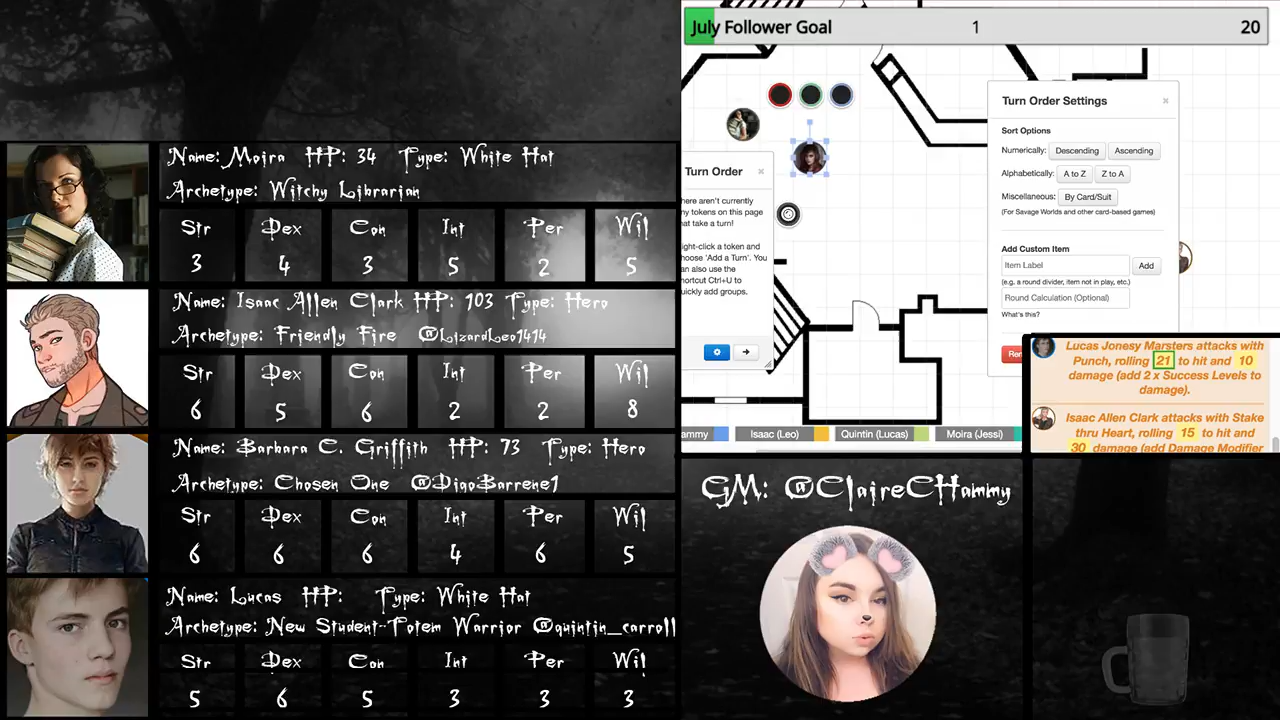 Name: Moira HP: 34 Type: White Hat
Archetype: Witchy Librarian
Str Dex Con Int Per Wil
3 4 3 5 2 5
Name: Isaac Allen Clark HP: 103 Type: Hero
Archetype: Friendly Fire @LizardLeo1414
Str Dex Con Int Per Wil
6 5 6 2 2 8
Name: Barbara C. Griffith HP: 73 Type: Hero
Archetype: Chosen One @DigoBarrene1
Str Dex Con Int Per Wil
6 6 6 4 6 5
Name: Lucas HP: Type: White Hat
Archetype: New Student-Totem Warrior @quintin_carroll
Str Dex Con Int Per Wil
5 6 5 3 3 3
July Follower Goal 1 20
Turn Order ×
here aren't currently
ny tokens on this page
hat take a turn!
ight-click a token and
hoose 'Add a Turn'. You
an also use the
hortcut Ctrl+U to
uickly add groups.
Turn Order Settings ×
Sort Options
Numerically: Descending Ascending
Alphabetically: A to Z Z to A
Miscellaneous: By Card/Suit
(For Savage Worlds and other card-based games)
Add Custom Item
Item Label Add
(e.g. a round divider, item not in play, etc.)
Round Calculation (Optional)
What's this?
Rem
Lucas Jonesy Marsters attacks with
Punch, rolling 21 to hit and 10
damage (add 2 x Success Levels to
damage).
Isaac Allen Clark attacks with Stake
thru Heart, rolling 15 to hit and
30 damage (add Damage Modifier
ammy Isaac (Leo) Quintin (Lucas) Moira (Jessi)
GM: @ClaireCHammy